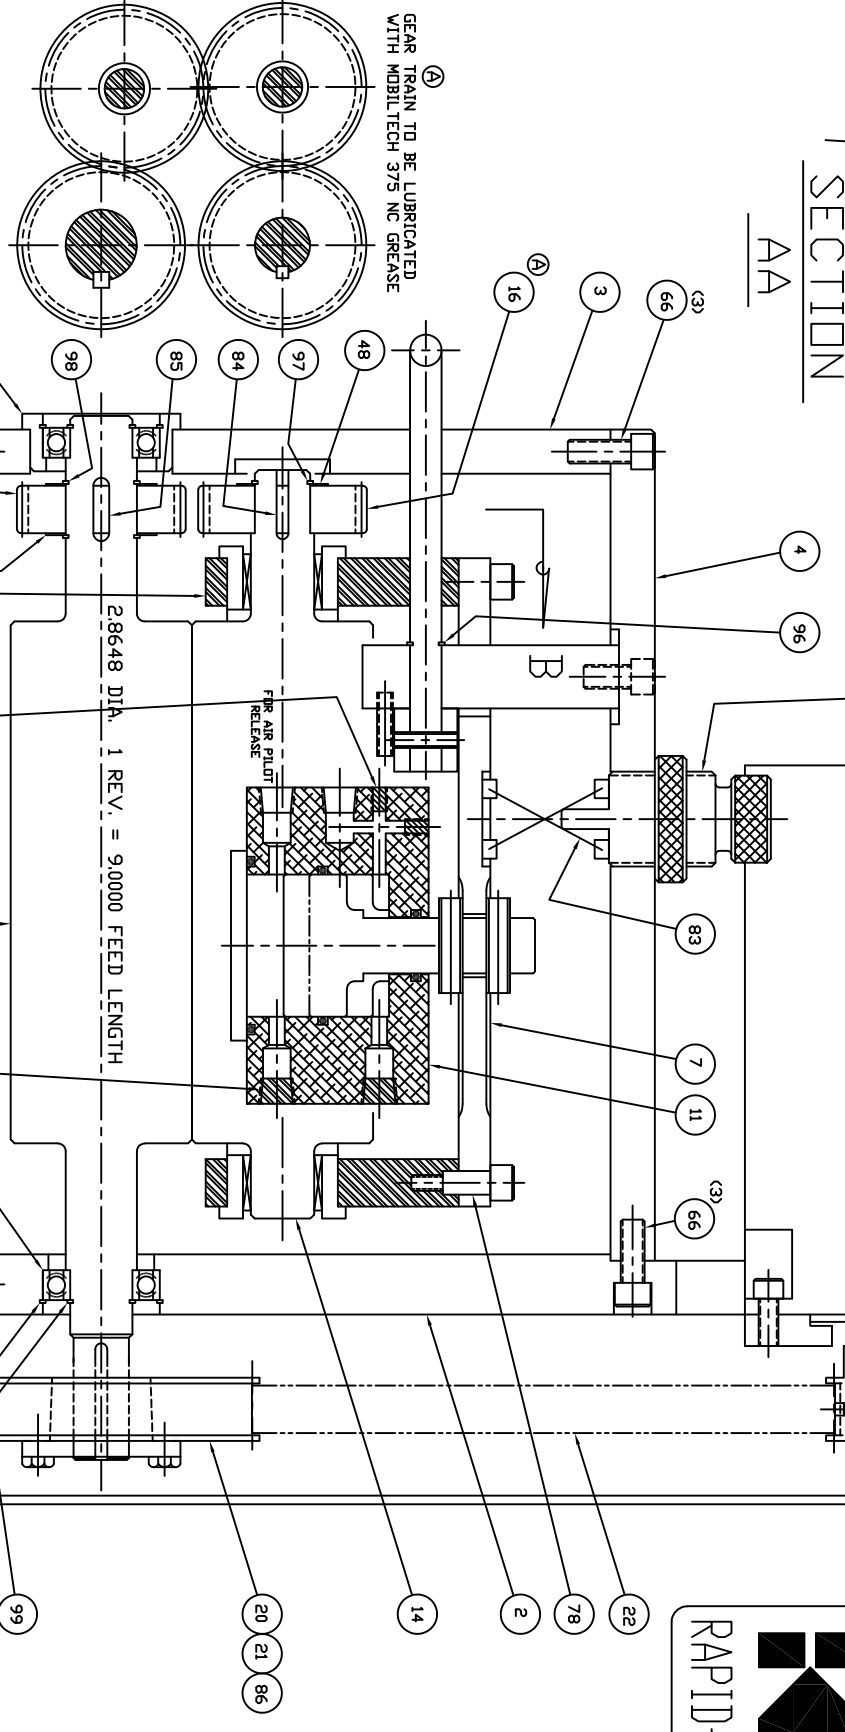 SECTION
AA
A
GEAR TRAIN TO BE LUBRICATED
WITH MOBILTECH 375 NC GREASE
(3)
66
3
A
16
48
97
84
85
98
4
96
B
FOR AIR PILOT
RELEASE
2.8648 DIA. 1 REV. = 9.0000 FEED LENGTH
83
7
11
(3)
66
22
78
2
14
20
21
86
99
RAPID-